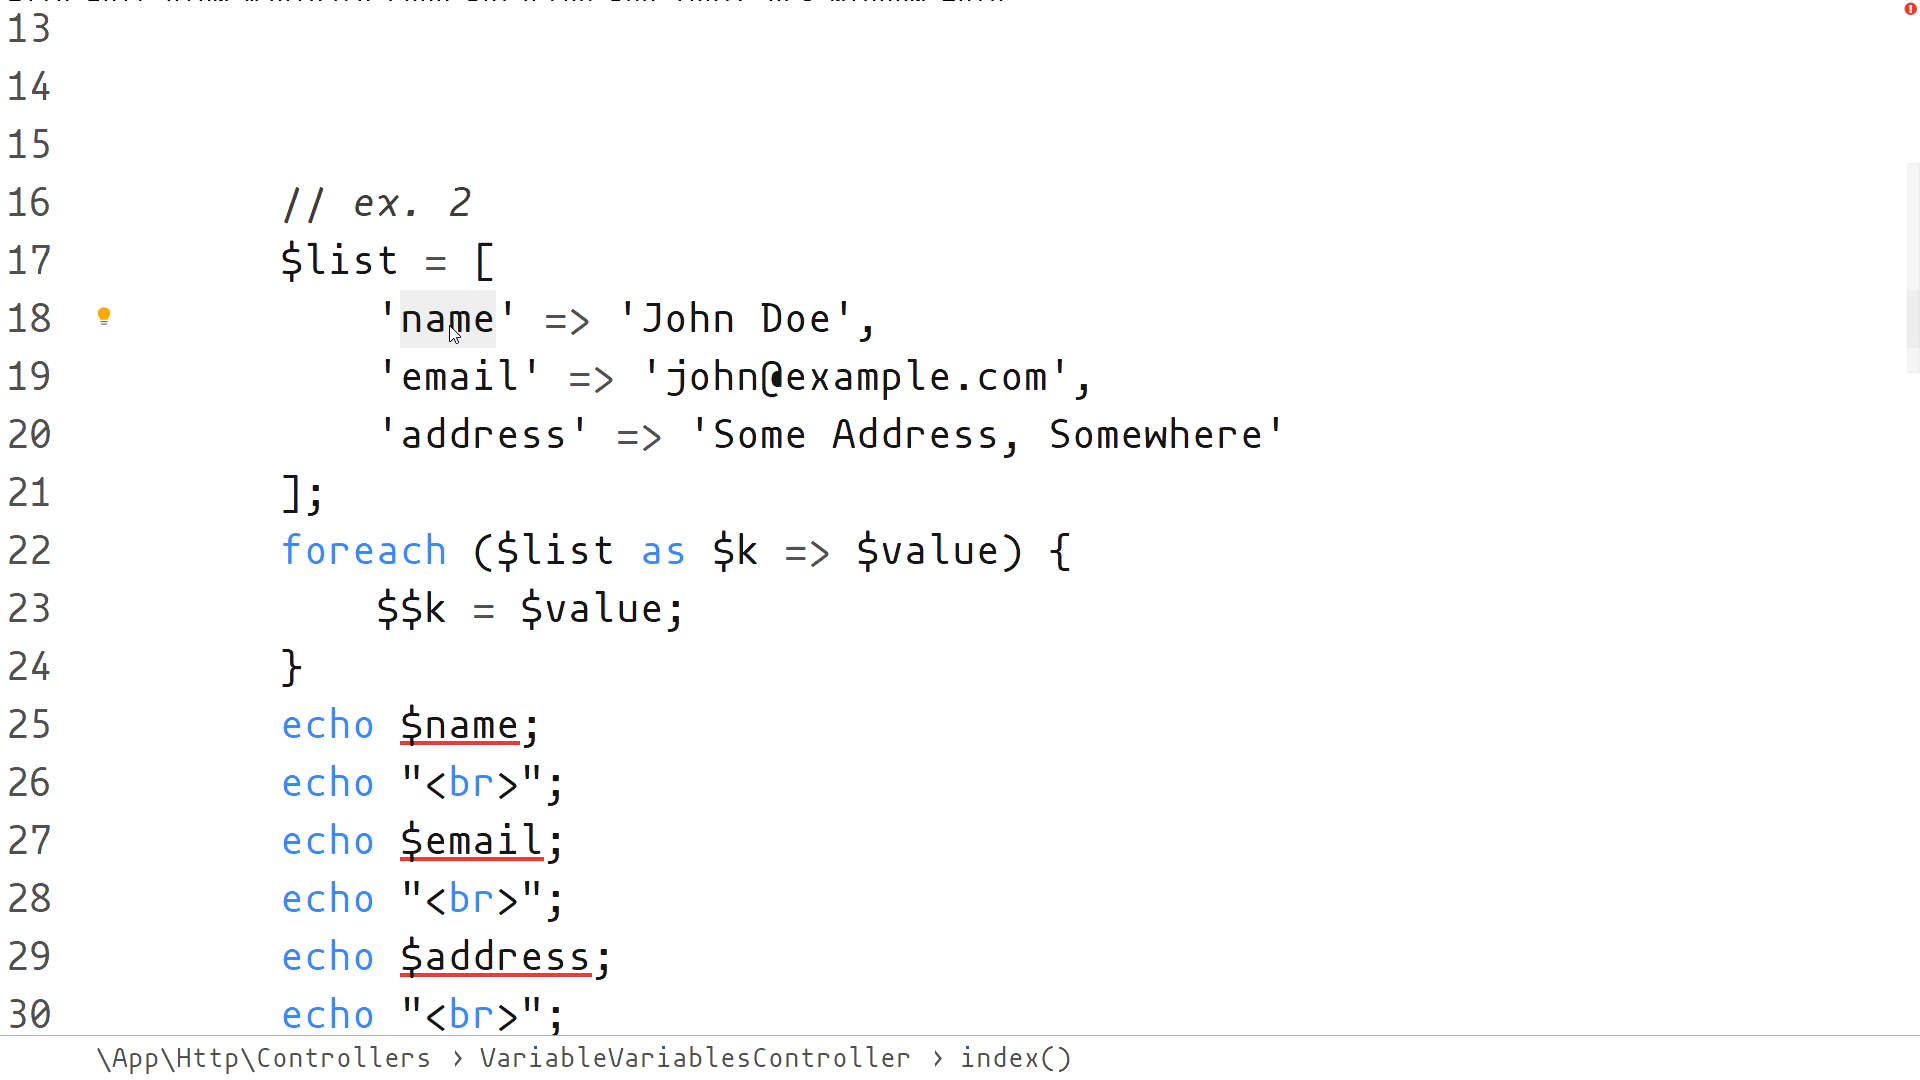 13
14
15
16 // ex. 2
17 $list = [
18 'name' => 'John Doe',
19 'email' => 'john@example.com',
20 'address' => 'Some Address, Somewhere'
21 ];
22 foreach ($list as $k => $value) {
23 $$k = $value;
24 }
25 echo $name;
26 echo "<br>";
27 echo $email;
28 echo "<br>";
29 echo $address;
30 echo "<br>";
\App\Http\Controllers › VariableVariablesController › index()